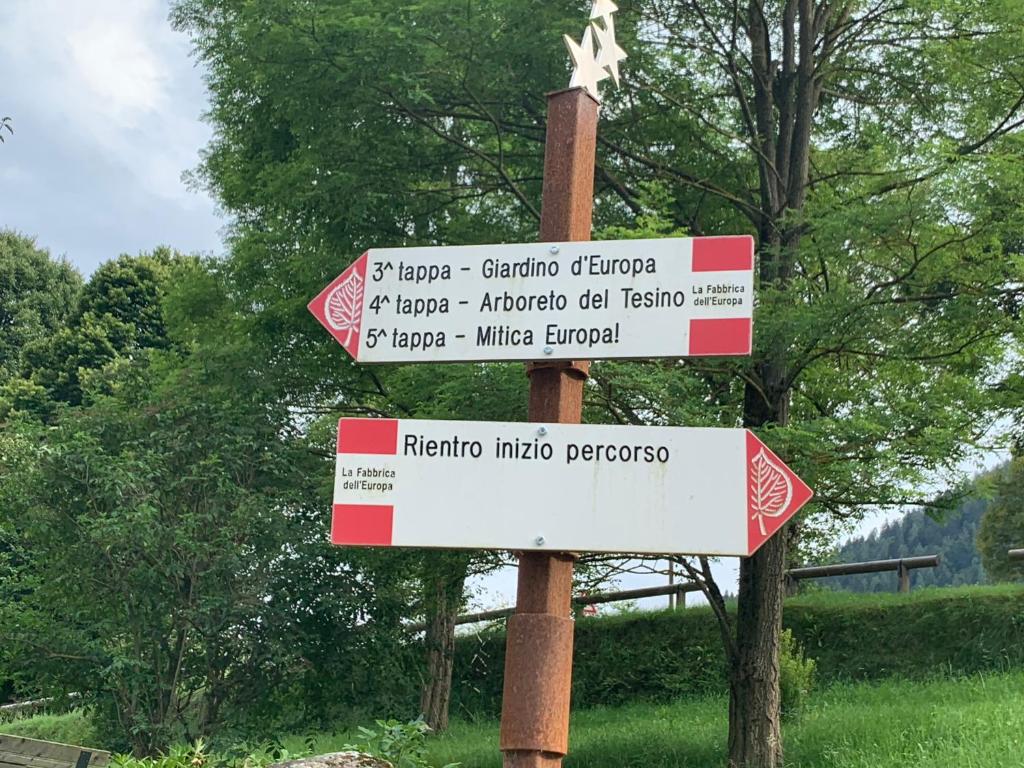 3^ tappa - Giardino d'Europa
4^ tappa - Arboreto del Tesino
5^ tappa - Mitica Europa!
La Fabbrica
dell'Europa
Rientro inizio percorso
La Fabbrica
dell'Europa